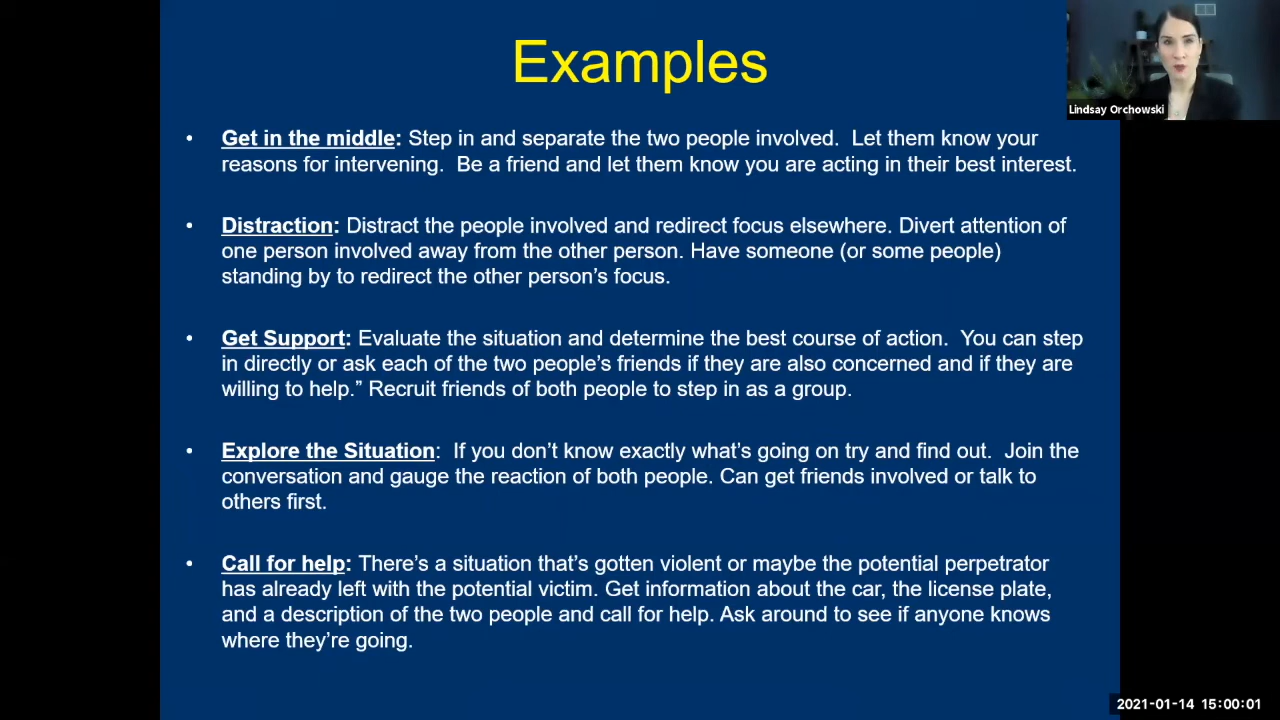 Examples
Lindsay Orchowski
• Get in the middle: Step in and separate the two people involved.  Let them know your
reasons for intervening.  Be a friend and let them know you are acting in their best interest.
• Distraction: Distract the people involved and redirect focus elsewhere. Divert attention of
one person involved away from the other person. Have someone (or some people)
standing by to redirect the other person’s focus.
• Get Support: Evaluate the situation and determine the best course of action.  You can step
in directly or ask each of the two people’s friends if they are also concerned and if they are
willing to help.” Recruit friends of both people to step in as a group.
• Explore the Situation:  If you don’t know exactly what’s going on try and find out.  Join the
conversation and gauge the reaction of both people. Can get friends involved or talk to
others first.
• Call for help: There’s a situation that’s gotten violent or maybe the potential perpetrator
has already left with the potential victim. Get information about the car, the license plate,
and a description of the two people and call for help. Ask around to see if anyone knows
where they’re going.
2021-01-14 15:00:01